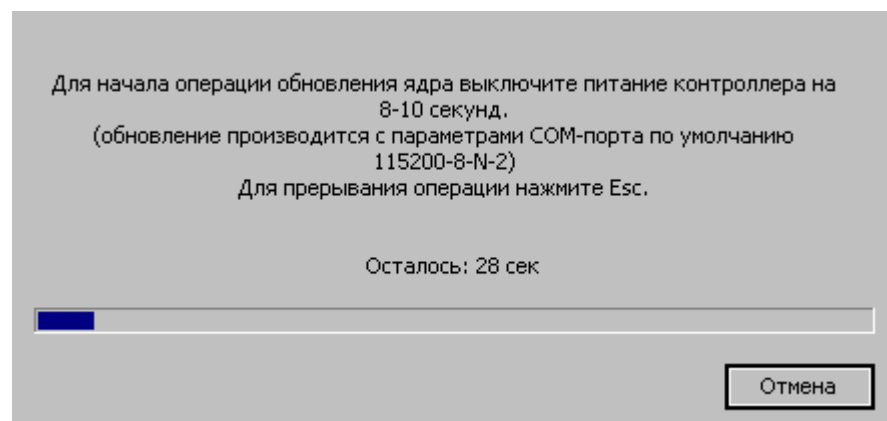 Для начала операции обновления ядра выключите питание контроллера на
8-10 секунд.
(обновление производится с параметрами COM-порта по умолчанию
115200-8-N-2)
Для прерывания операции нажмите Esc.
Осталось: 28 сек
Отмена